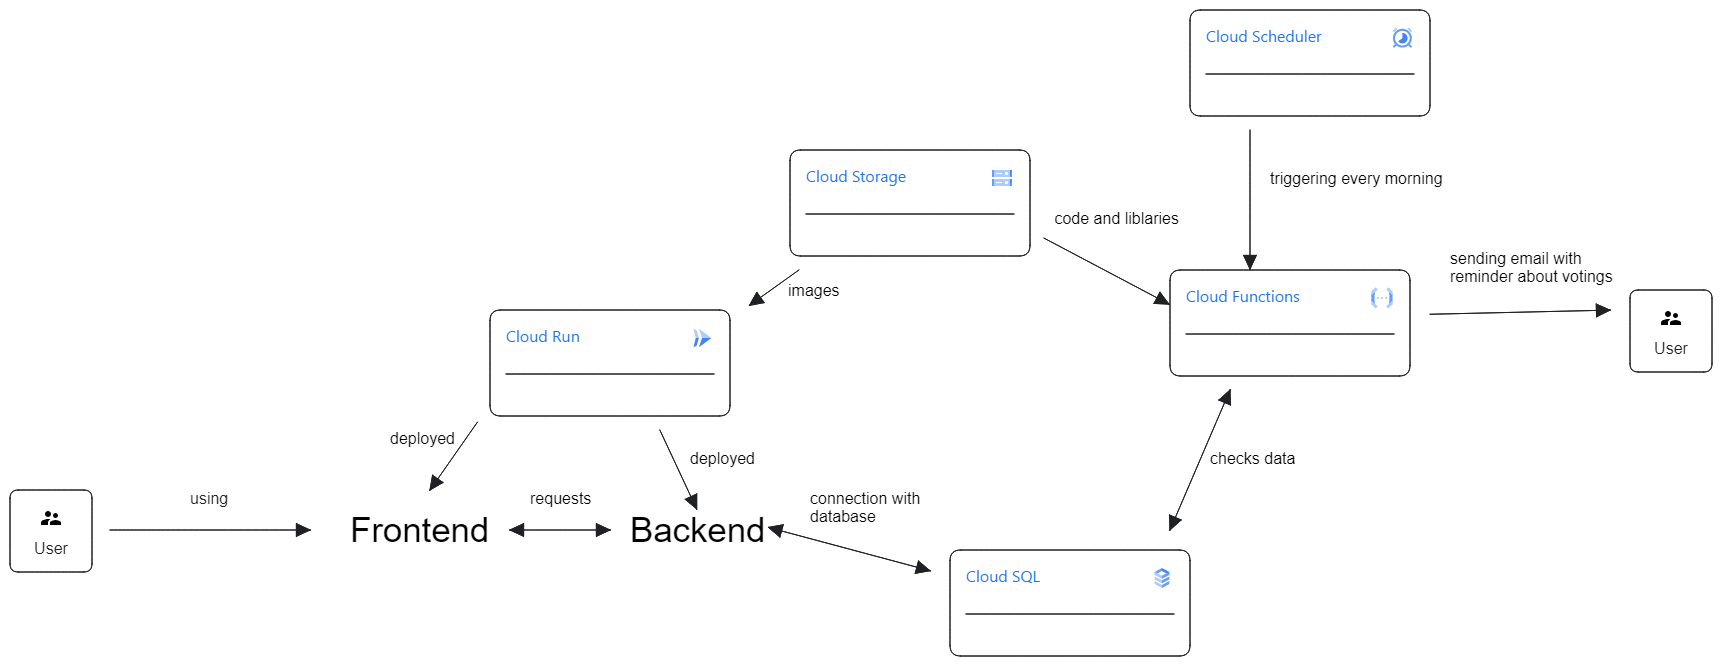 Cloud Scheduler
triggering every morning
Cloud Storage
code and liblaries
images
Cloud Functions
sending email with
reminder about votings
User
Cloud Run
deployed
deployed
checks data
User
using
Frontend
requests
Backend
connection with
database
Cloud SQL